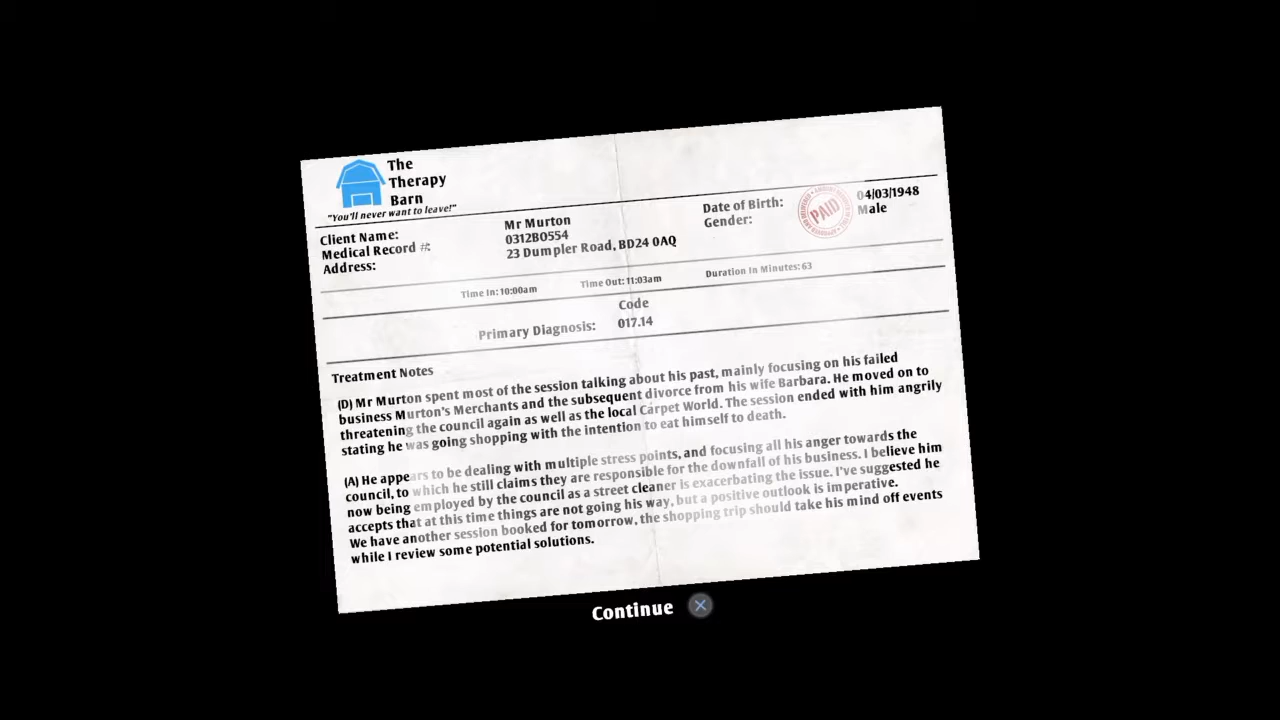 The
Therapy
Barn
"You'll never want to leave!"
Client Name: Mr Murton
Medical Record #: 0312B0554
Address: 23 Dumpler Road, BD24 0AQ
Date of Birth: 04/03/1948
Gender: Male
PAID
Time In: 10:00am Time Out: 11:03am Duration In Minutes: 63
Code
Primary Diagnosis: 017.14
Treatment Notes
(D) Mr Murton spent most of the session talking about his past, mainly focusing on his failed
business Murton's Merchants and the subsequent divorce from his wife Barbara. He moved on to
threatening the council again as well as the local Carpet World. The session ended with him angrily
stating he was going shopping with the intention to eat himself to death.
(A) He appears to be dealing with multiple stress points, and focusing all his anger towards the
council, to which he still claims they are responsible for the downfall of his business. I believe him
now being employed by the council as a street cleaner is exacerbating the issue. I've suggested he
accepts that at this time things are not going his way, but a positive outlook is imperative.
We have another session booked for tomorrow, the shopping trip should take his mind off events
while I review some potential solutions.
Continue